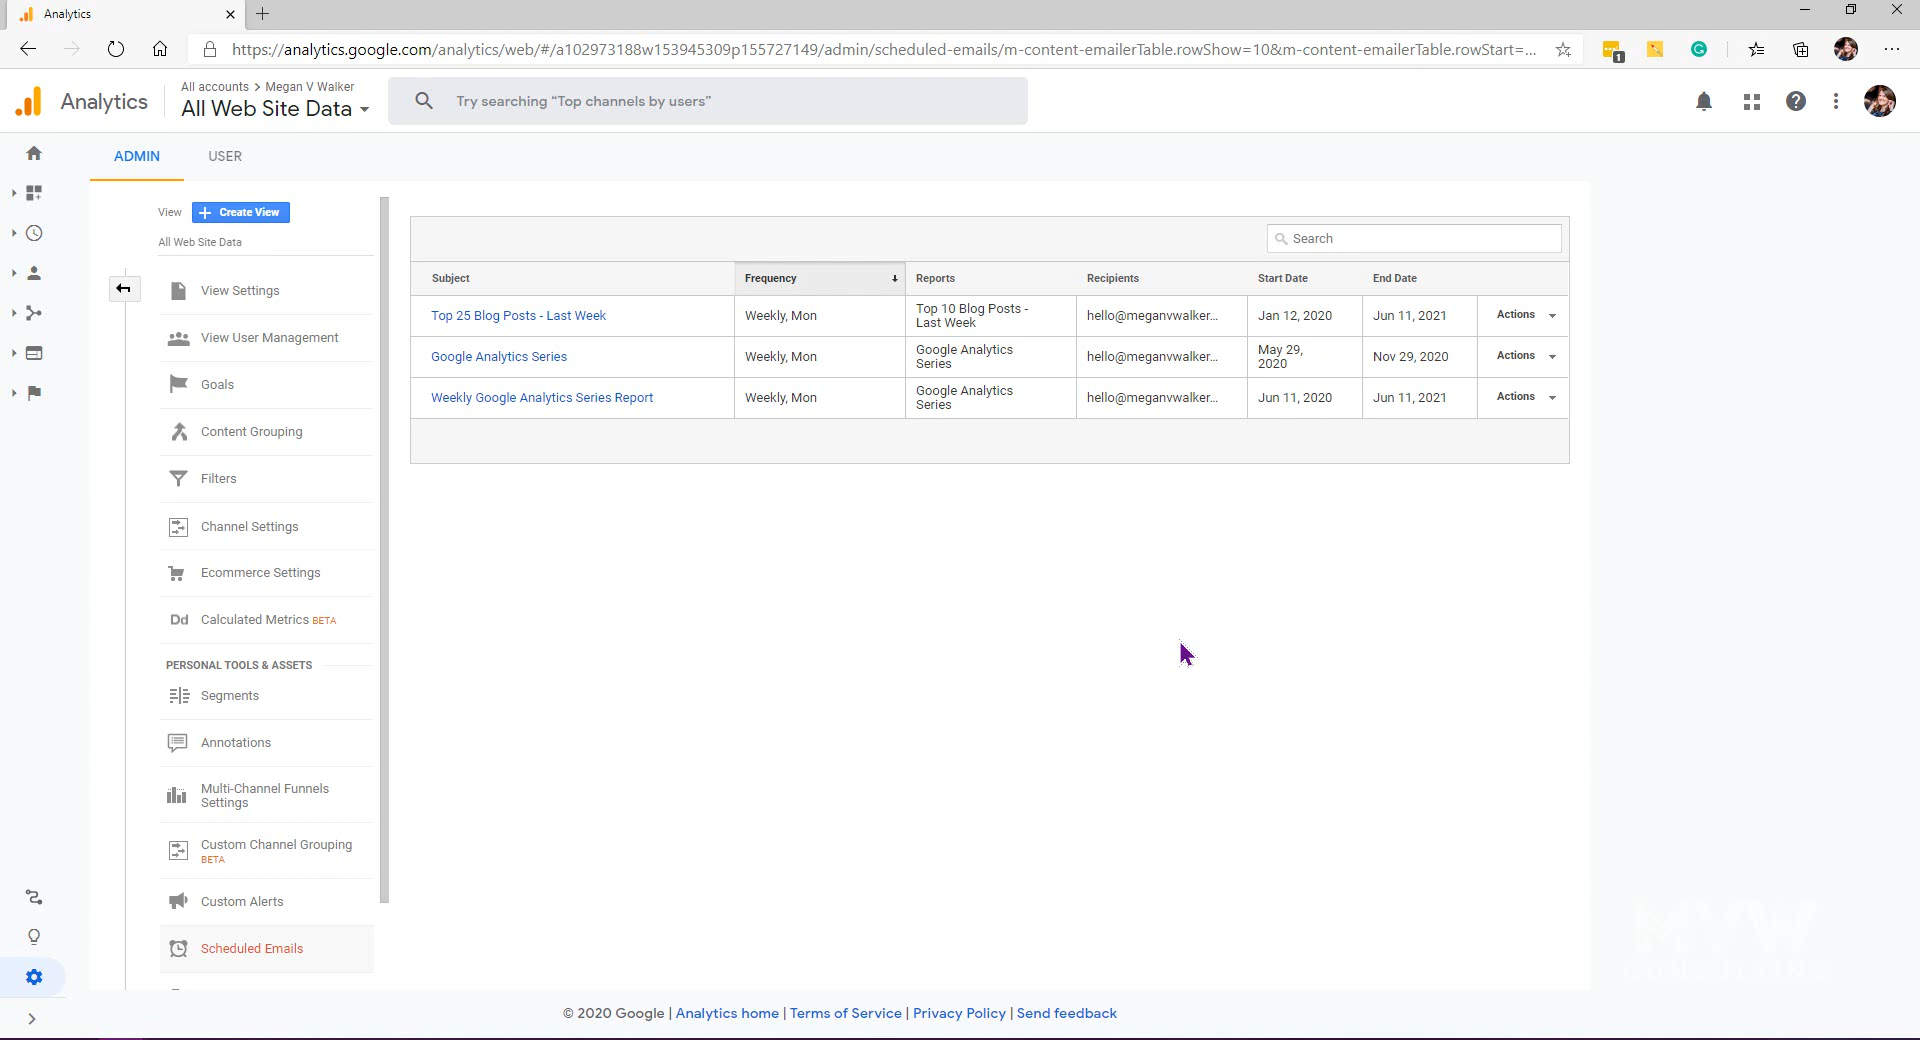 Analytics
https://analytics.google.com/analytics/web/#/a102973188w153945309p155727149/admin/scheduled-emails/m-content-emailerTable.rowShow=10&m-content-emailerTable.rowStart=...
1
Analytics
All accounts > Megan V Walker
All Web Site Data
Try searching “Top channels by users”
ADMIN USER
View + Create View
All Web Site Data
View Settings
View User Management
Goals
Content Grouping
Filters
Channel Settings
Ecommerce Settings
Dd Calculated Metrics BETA
PERSONAL TOOLS & ASSETS
Segments
Annotations
Multi-Channel Funnels
Settings
Custom Channel Grouping
BETA
Custom Alerts
Scheduled Emails
Search
Subject Frequency Reports Recipients Start Date End Date
Top 25 Blog Posts - Last Week Weekly, Mon Top 10 Blog Posts - Last Week hello@meganvwalker... Jan 12, 2020 Jun 11, 2021 Actions
Google Analytics Series Weekly, Mon Google Analytics Series hello@meganvwalker... May 29, 2020 Nov 29, 2020 Actions
Weekly Google Analytics Series Report Weekly, Mon Google Analytics Series hello@meganvwalker... Jun 11, 2020 Jun 11, 2021 Actions
© 2020 Google | Analytics home | Terms of Service | Privacy Policy | Send feedback